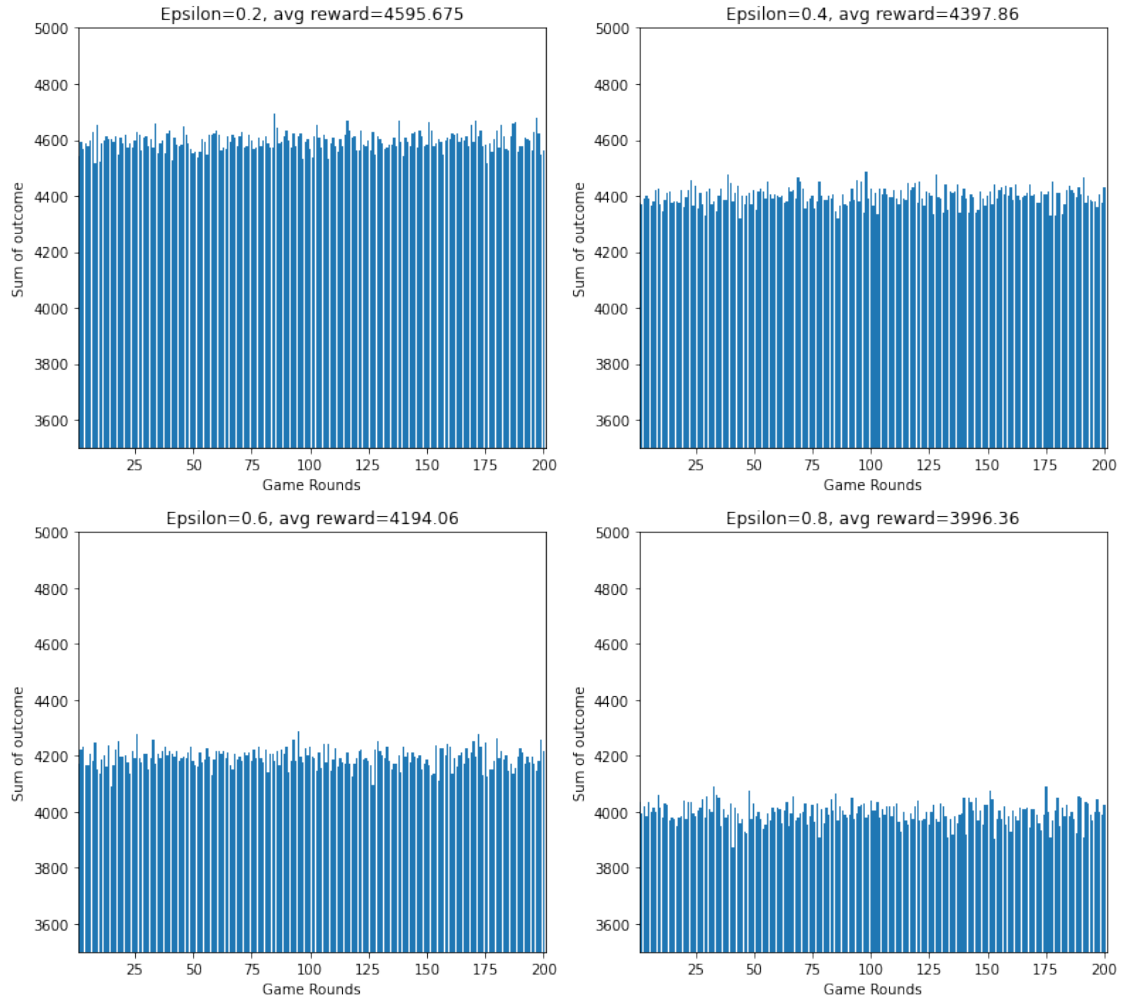 Epsilon=0.2, avg reward=4595.675
5000
4800
4600
4400
4200
4000
3800
3600
Sum of outcome
25 50 75 100 125 150 175 200
Game Rounds
Epsilon=0.4, avg reward=4397.86
5000
4800
4600
4400
4200
4000
3800
3600
Sum of outcome
25 50 75 100 125 150 175 200
Game Rounds
Epsilon=0.6, avg reward=4194.06
5000
4800
4600
4400
4200
4000
3800
3600
Sum of outcome
25 50 75 100 125 150 175 200
Game Rounds
Epsilon=0.8, avg reward=3996.36
5000
4800
4600
4400
4200
4000
3800
3600
Sum of outcome
25 50 75 100 125 150 175 200
Game Rounds